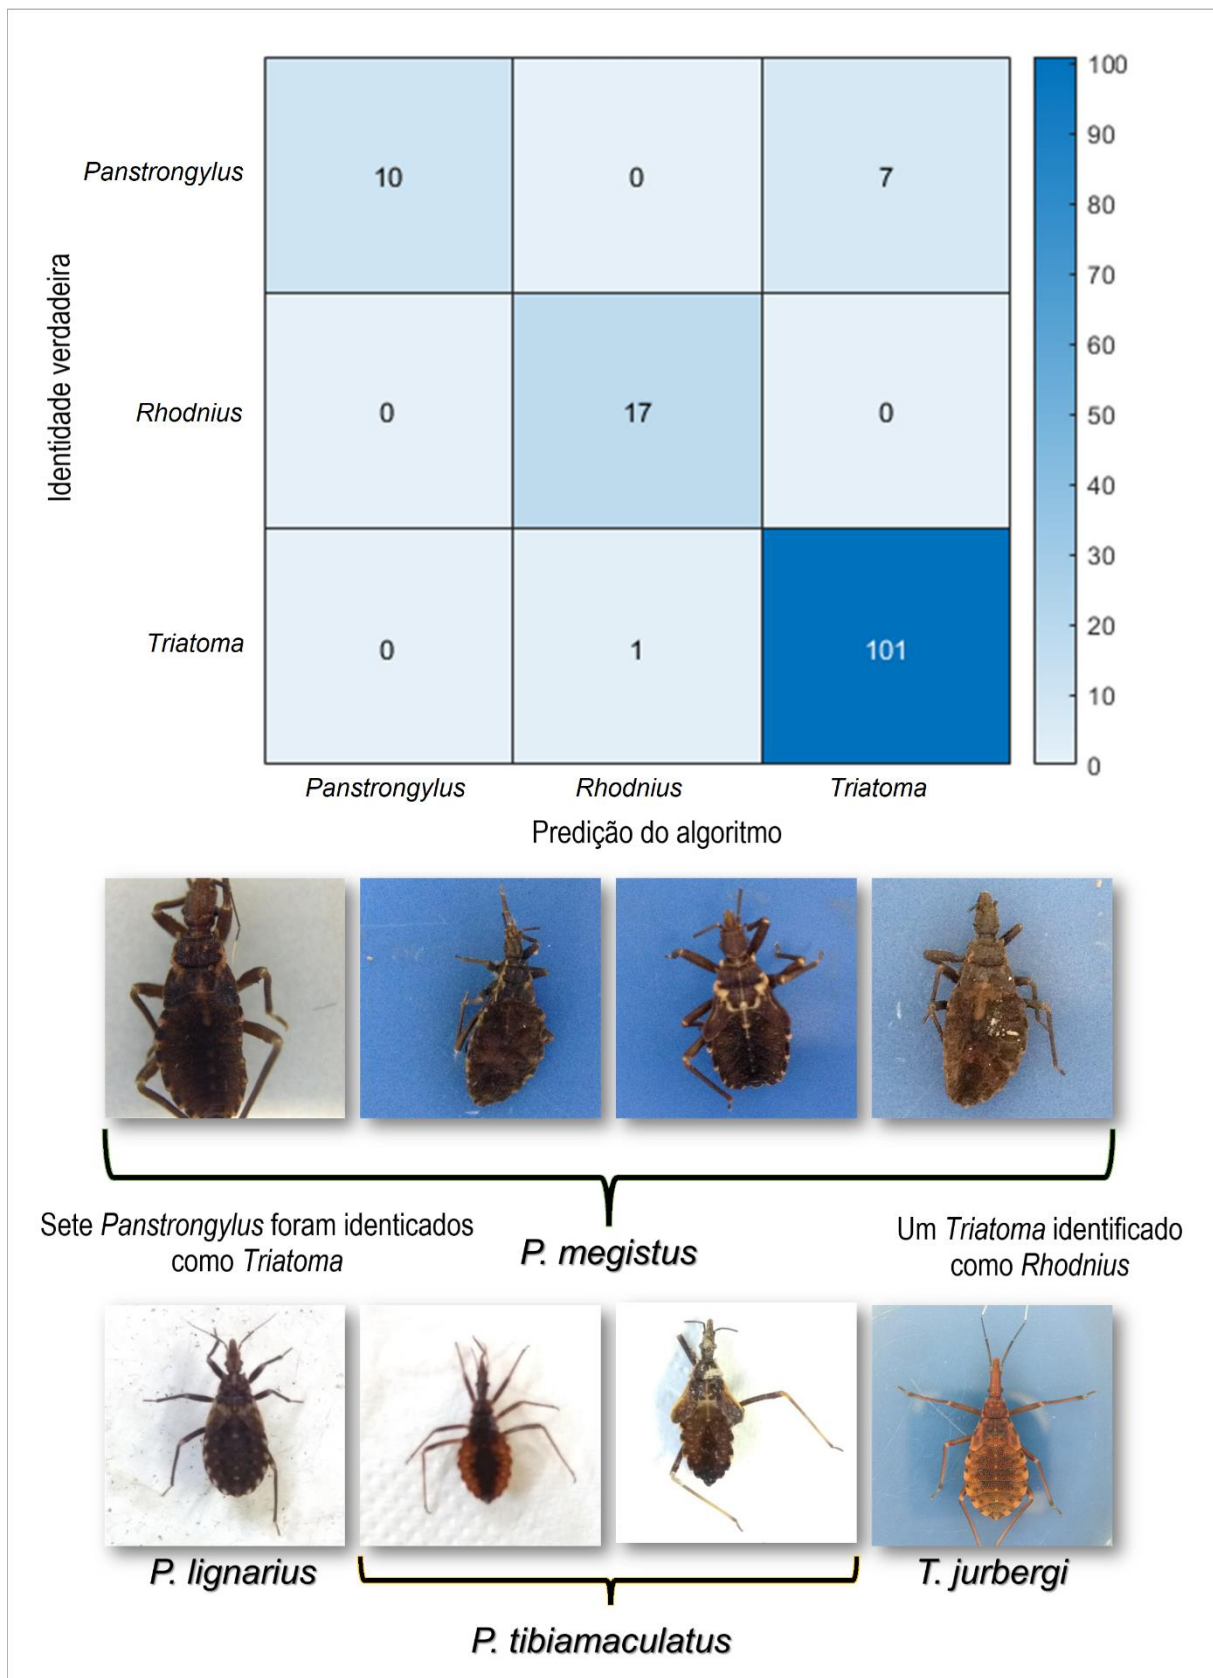 Identidade verdadeira
Panstrongylus
10
0
7
Rhodnius
0
17
0
Triatoma
0
1
101
100
90
80
70
60
50
40
30
20
10
0
Panstrongylus
Rhodnius
Triatoma
Predição do algoritmo
Sete Panstrongylus foram identicados
como Triatoma
P. megistus
Um Triatoma identificado
como Rhodnius
P. lignarius
T. jurbergi
P. tibiamaculatus